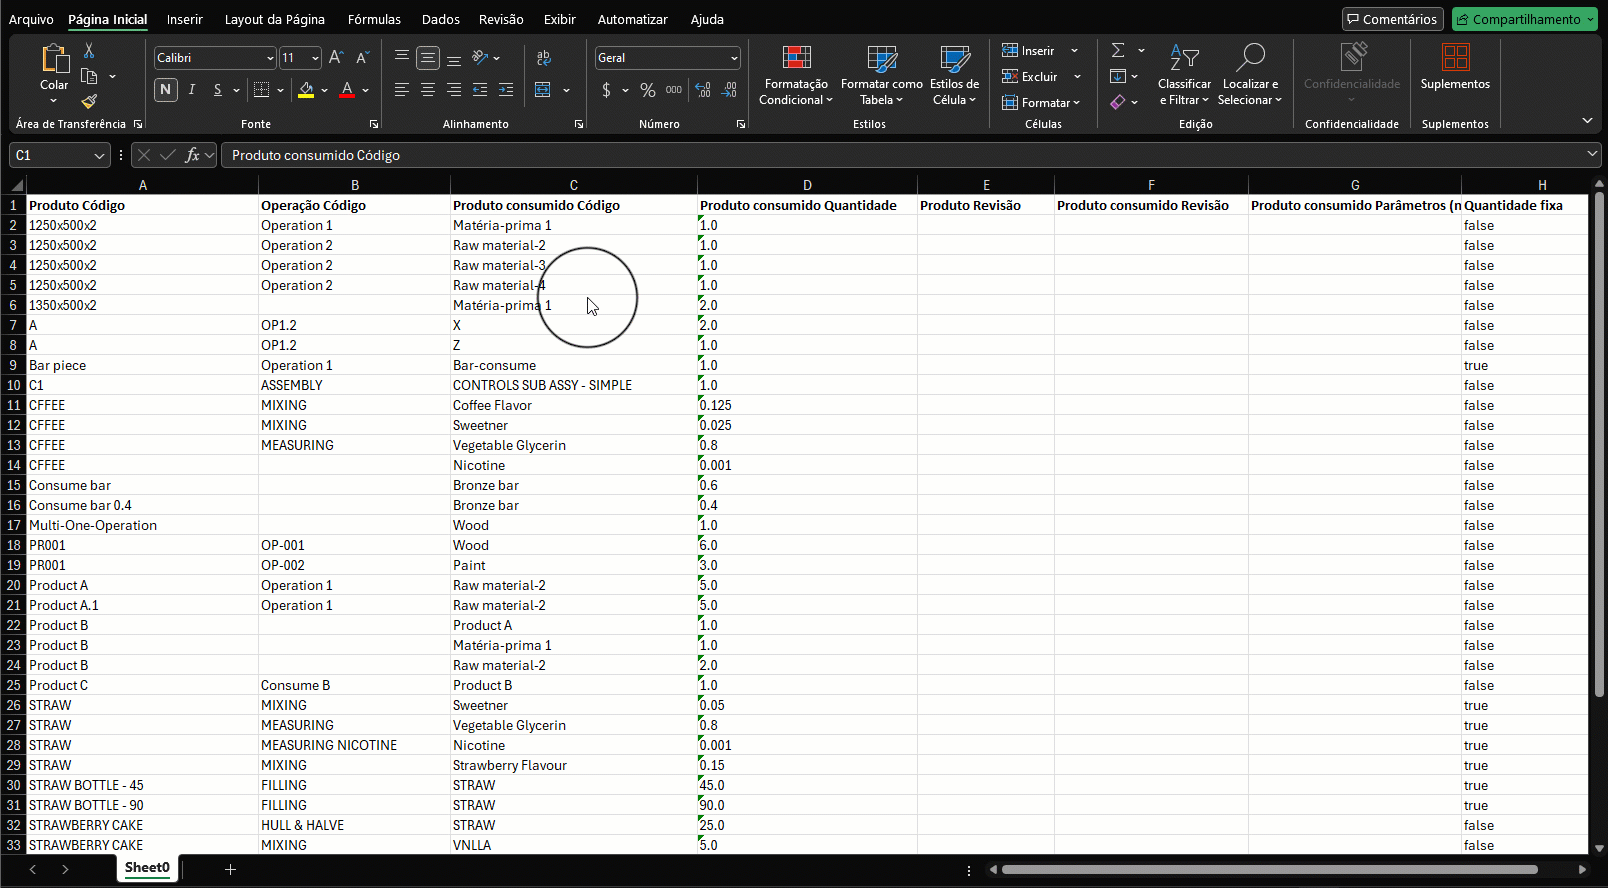 Arquivo Página Inicial Inserir Layout da Página Fórmulas Dados Revisão Exibir Automatizar Ajuda Comentários Compartilhamento
Colar
Área de Transferência
Calibri 11
N I S
Fonte
ab
Alinhamento
Geral
$ % 000
Número
Formatação Condicional
Formatar como Tabela
Estilos de Célula
Estilos
Inserir
Excluir
Formatar
Células
Classificar e Filtrar
Localizar e Selecionar
Edição
Confidencialidade
Confidencialidade
Suplementos
Suplementos
C1 fx Produto consumido Código
A B C D E F G H
1 Produto Código Operação Código Produto consumido Código Produto consumido Quantidade Produto Revisão Produto consumido Revisão Produto consumido Parâmetros (n Quantidade fixa
2 1250x500x2 Operation 1 Matéria-prima 1 1.0 false
3 1250x500x2 Operation 2 Raw material-2 1.0 false
4 1250x500x2 Operation 2 Raw material-3 1.0 false
5 1250x500x2 Operation 2 Raw material-4 1.0 false
6 1350x500x2 Matéria-prima 1 2.0 false
7 A OP1.2 X 2.0 false
8 A OP1.2 Z 1.0 false
9 Bar piece Operation 1 Bar-consume 1.0 true
10 C1 ASSEMBLY CONTROLS SUB ASSY - SIMPLE 1.0 false
11 CFFEE MIXING Coffee Flavor 0.125 false
12 CFFEE MIXING Sweetner 0.025 false
13 CFFEE MEASURING Vegetable Glycerin 0.8 false
14 CFFEE Nicotine 0.001 false
15 Consume bar Bronze bar 0.6 false
16 Consume bar 0.4 Bronze bar 0.4 false
17 Multi-One-Operation Wood 1.0 false
18 PR001 OP-001 Wood 6.0 false
19 PR001 OP-002 Paint 3.0 false
20 Product A Operation 1 Raw material-2 5.0 false
21 Product A.1 Operation 1 Raw material-2 5.0 false
22 Product B Product A 1.0 false
23 Product B Matéria-prima 1 1.0 false
24 Product B Raw material-2 2.0 false
25 Product C Consume B Product B 1.0 false
26 STRAW MIXING Sweetner 0.05 true
27 STRAW MEASURING Vegetable Glycerin 0.8 true
28 STRAW MEASURING NICOTINE Nicotine 0.001 true
29 STRAW MIXING Strawberry Flavour 0.15 true
30 STRAW BOTTLE - 45 FILLING STRAW 45.0 true
31 STRAW BOTTLE - 90 FILLING STRAW 90.0 true
32 STRAWBERRY CAKE HULL & HALVE STRAW 25.0 false
33 STRAWBERRY CAKE MIXING VNLLA 5.0 false
Sheet0